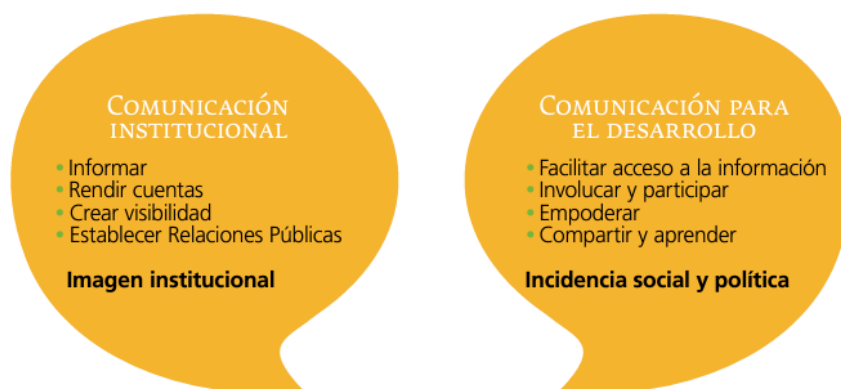 COMUNICACIÓN
INSTITUCIONAL
• Informar
• Rendir cuentas
• Crear visibilidad
• Establecer Relaciones Públicas
Imagen institucional
COMUNICACIÓN PARA
EL DESARROLLO
• Facilitar acceso a la información
• Involucar y participar
• Empoderar
• Compartir y aprender
Incidencia social y política